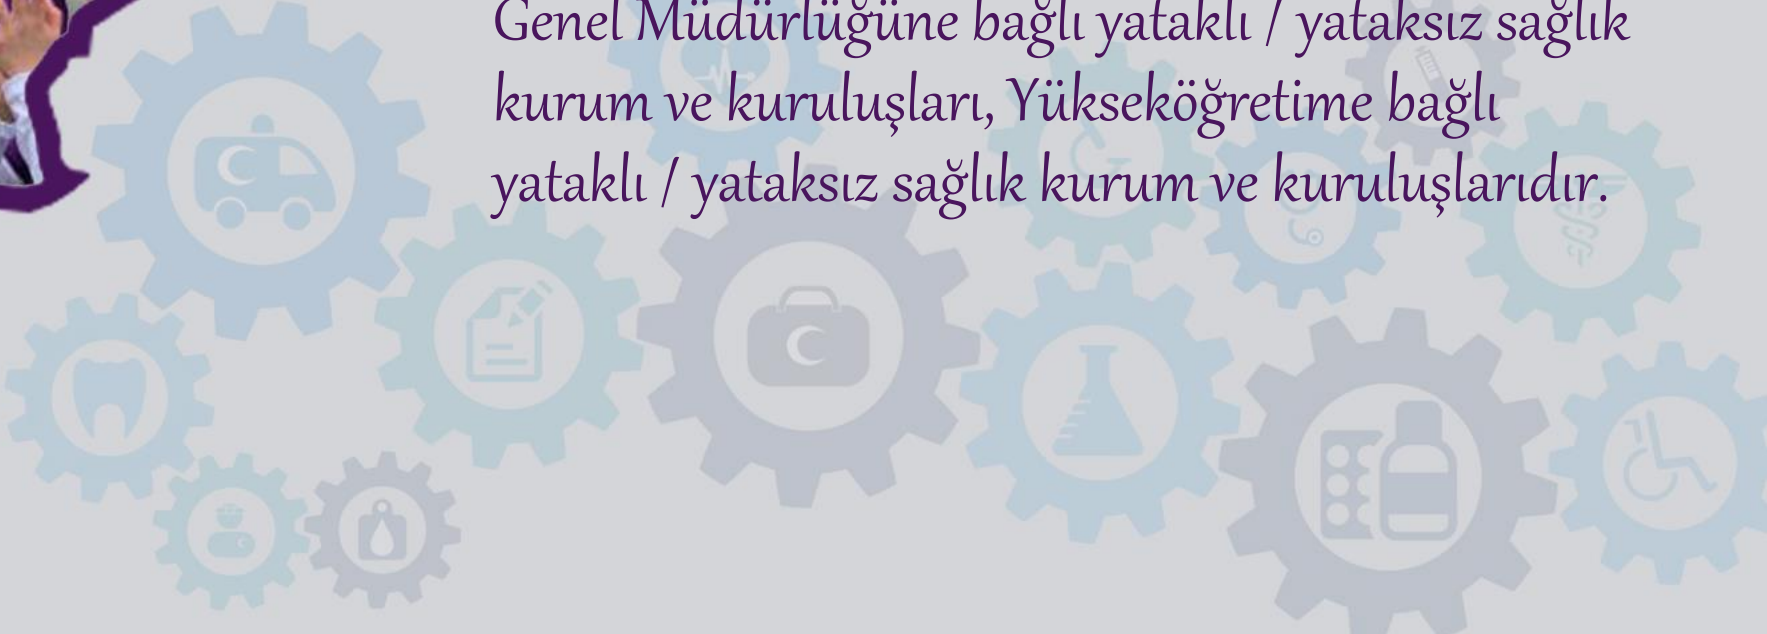 Genel Müdürlüğüne bağlı yataklı / yataksız sağlık
kurum ve kuruluşları, Yükseköğretime bağlı
yataklı / yataksız sağlık kurum ve kuruluşlarıdır.